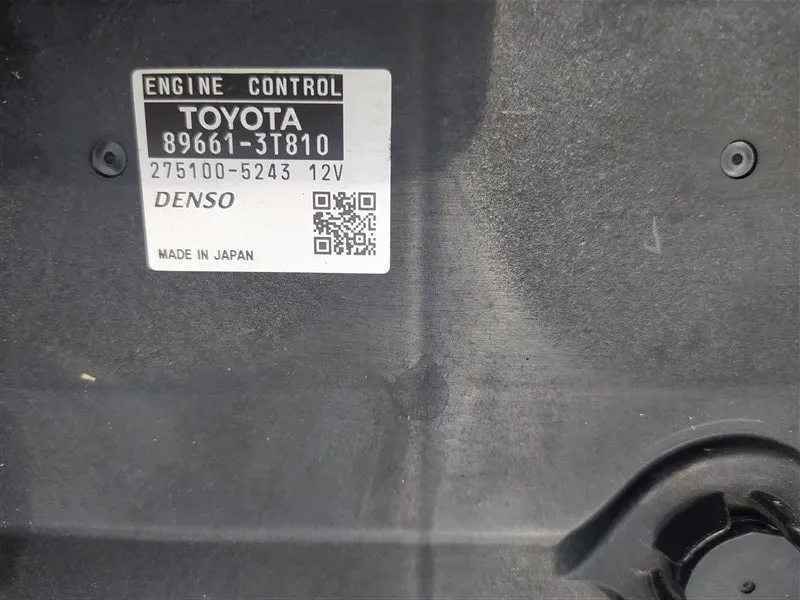 ENGINE CONTROL
TOYOTA
89661-3T810
275100-5243 12V
DENSO
MADE IN JAPAN